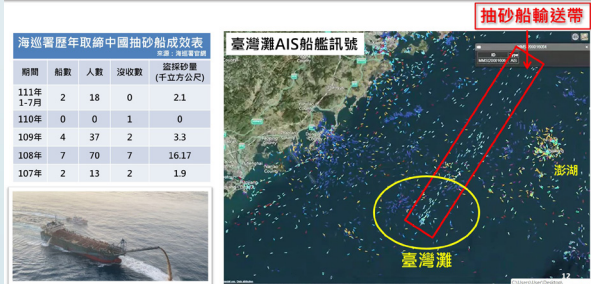 抽砂船輸送帶
海巡署歷年取締中國抽砂船成效表
來源：海巡署官網
期間 船數 人數 沒收數 盜採砂量(千立方公尺)
111年1-7月 2 18 0 2.1
110年 0 0 1 0
109年 4 37 2 3.3
108年 7 70 7 16.17
107年 2 13 2 1.9
臺灣灘AIS船艦訊號
澎湖
臺灣灘
12